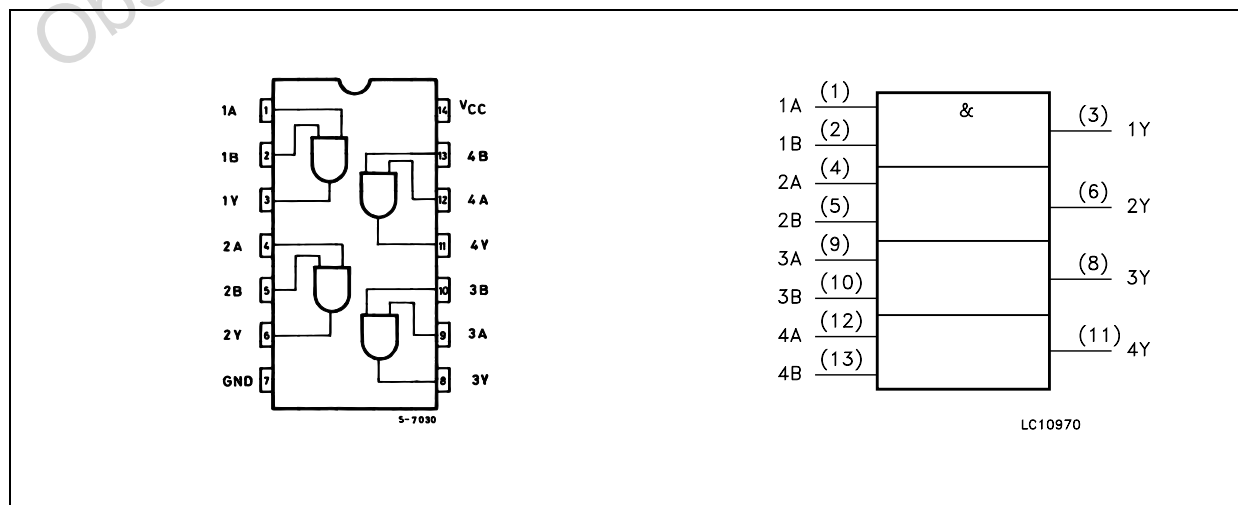 Obs
1A 1 14 VCC
1B 2 13 4B
1Y 3 12 4A
2A 4 11 4Y
2B 5 10 3B
2Y 6 9 3A
GND 7 8 3Y
S-7030
&
1A (1)
1B (2)
2A (4)
2B (5)
3A (9)
3B (10)
4A (12)
4B (13)
(3) 1Y
(6) 2Y
(8) 3Y
(11) 4Y
LC10970